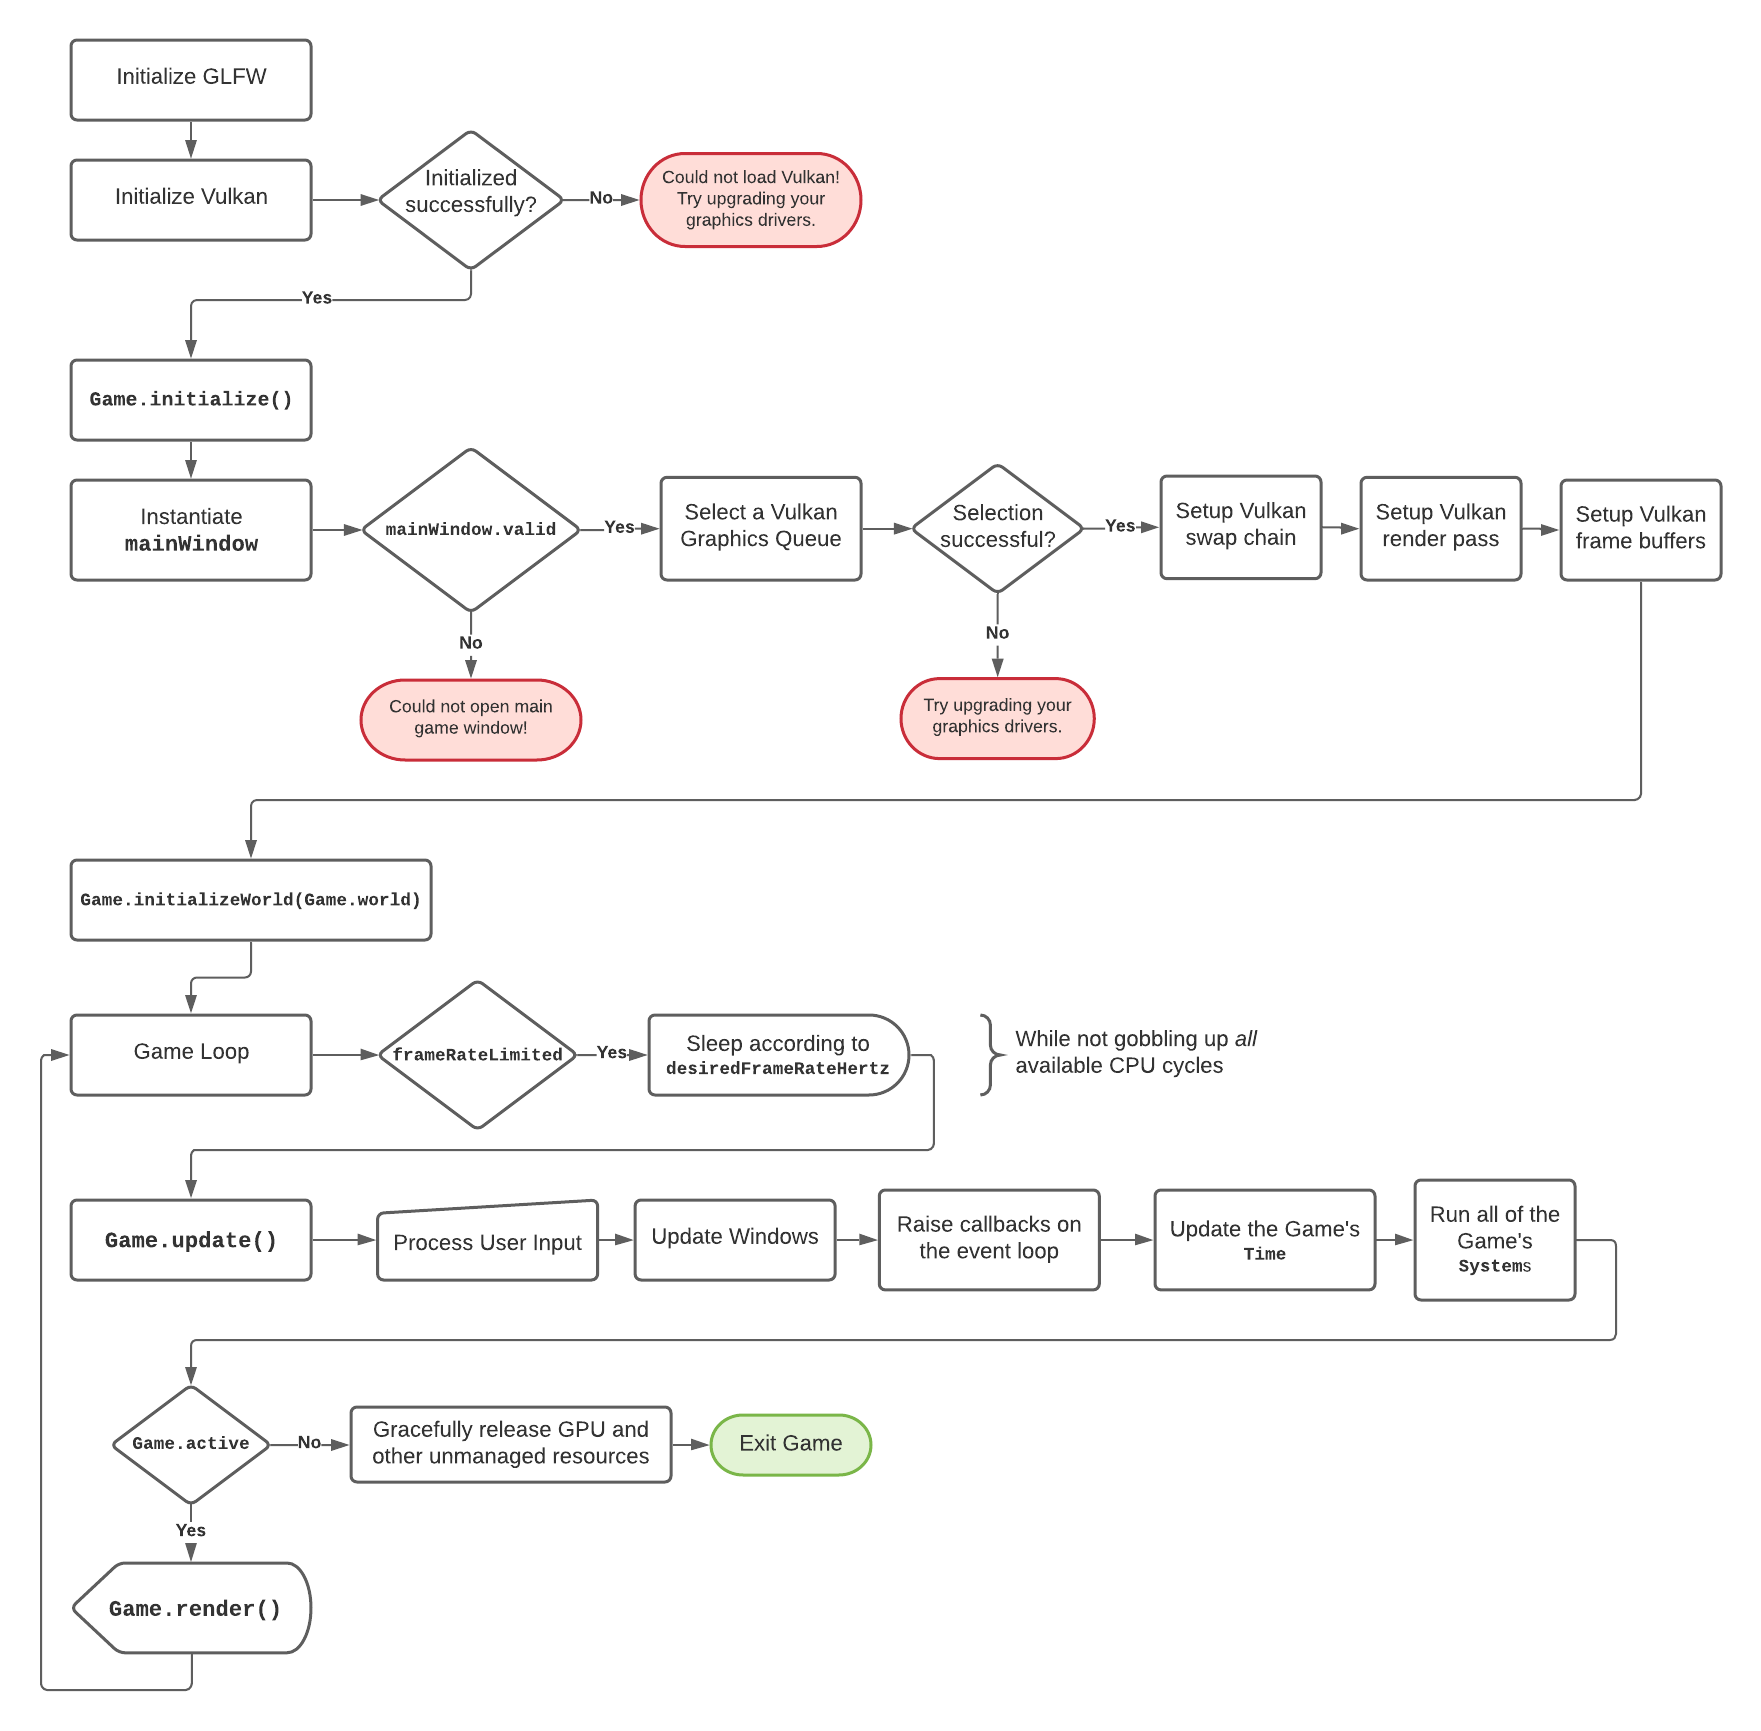 Initialize GLFW
Initialize Vulkan
Initialized
successfully?
No
Could not load Vulkan!
Try upgrading your
graphics drivers.
Yes
Game.initialize()
Instantiate
mainWindow
mainWindow.valid
Yes
Select a Vulkan
Graphics Queue
Selection
successful?
Yes
Setup Vulkan
swap chain
Setup Vulkan
render pass
Setup Vulkan
frame buffers
No
Could not open main
game window!
No
Try upgrading your
graphics drivers.
Game.initializeWorld(Game.world)
Game Loop
frameRateLimited
Yes
Sleep according to
desiredFrameRateHertz
While not gobbling up all
available CPU cycles
Game.update()
Process User Input
Update Windows
Raise callbacks on
the event loop
Update the Game's
Time
Run all of the
Game's
Systems
Game.active
No
Gracefully release GPU and
other unmanaged resources
Exit Game
Yes
Game.render()